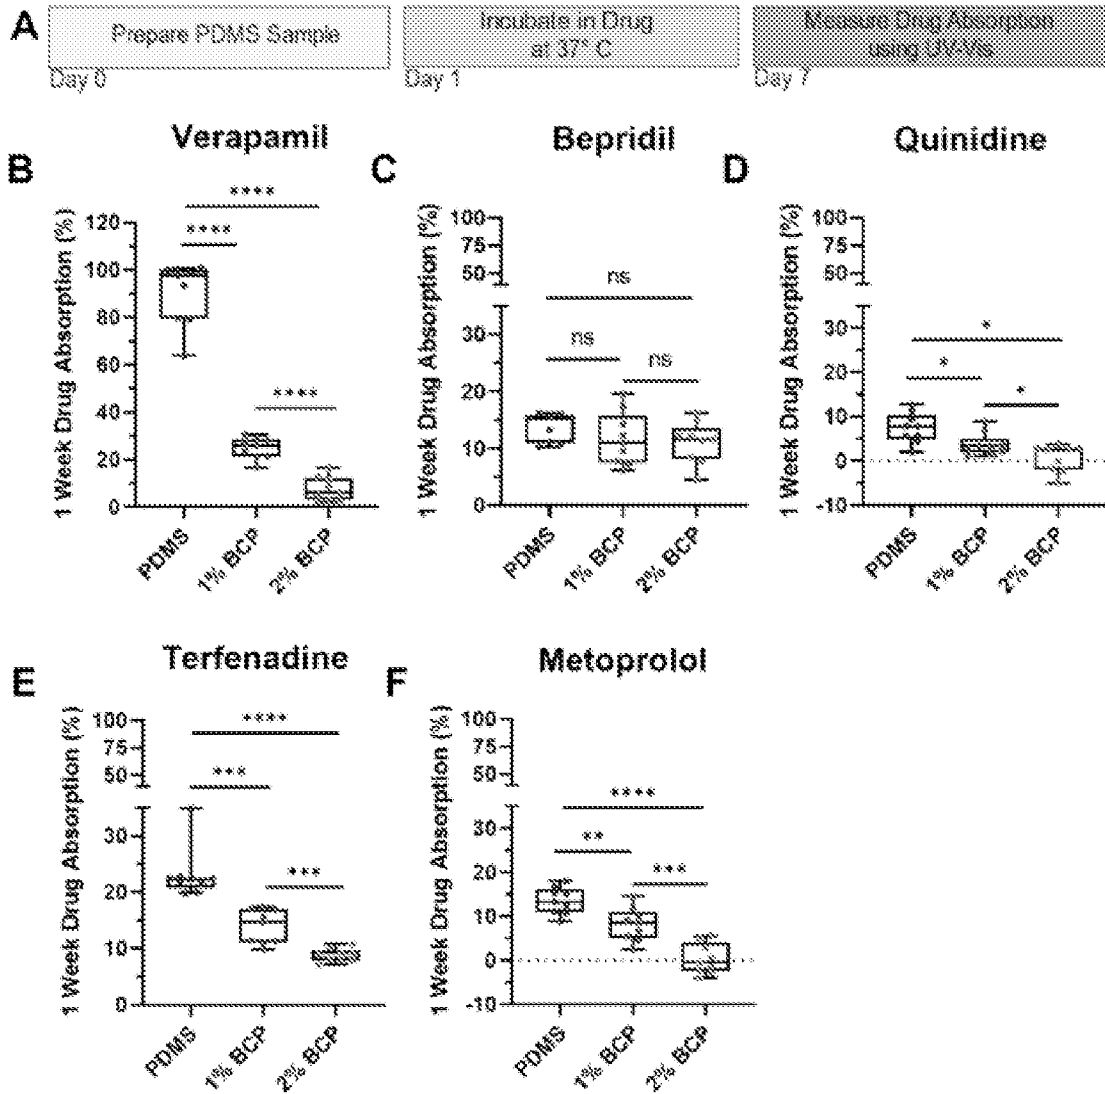 A
Prepare PDMS Sample
Incubate in Drug
at 37° C
Measure Drug Absorption
using UV-Vis
Day 0
Day 1
Day 7
B
Verapamil
1 Week Drug Absorption (%)
120
100
80
60
40
20
0
****
****
****
PDMS
1% BCP
2% BCP
C
Bepridil
1 Week Drug Absorption (%)
100
75
50
30
20
10
0
ns
ns
ns
PDMS
1% BCP
2% BCP
D
Quinidine
1 Week Drug Absorption (%)
100
75
50
30
20
10
0
-10
*
*
*
PDMS
1% BCP
2% BCP
E
Terfenadine
1 Week Drug Absorption (%)
100
75
50
30
20
10
0
****
***
***
PDMS
1% BCP
2% BCP
F
Metoprolol
1 Week Drug Absorption (%)
100
75
50
30
20
10
0
-10
****
**
***
PDMS
1% BCP
2% BCP